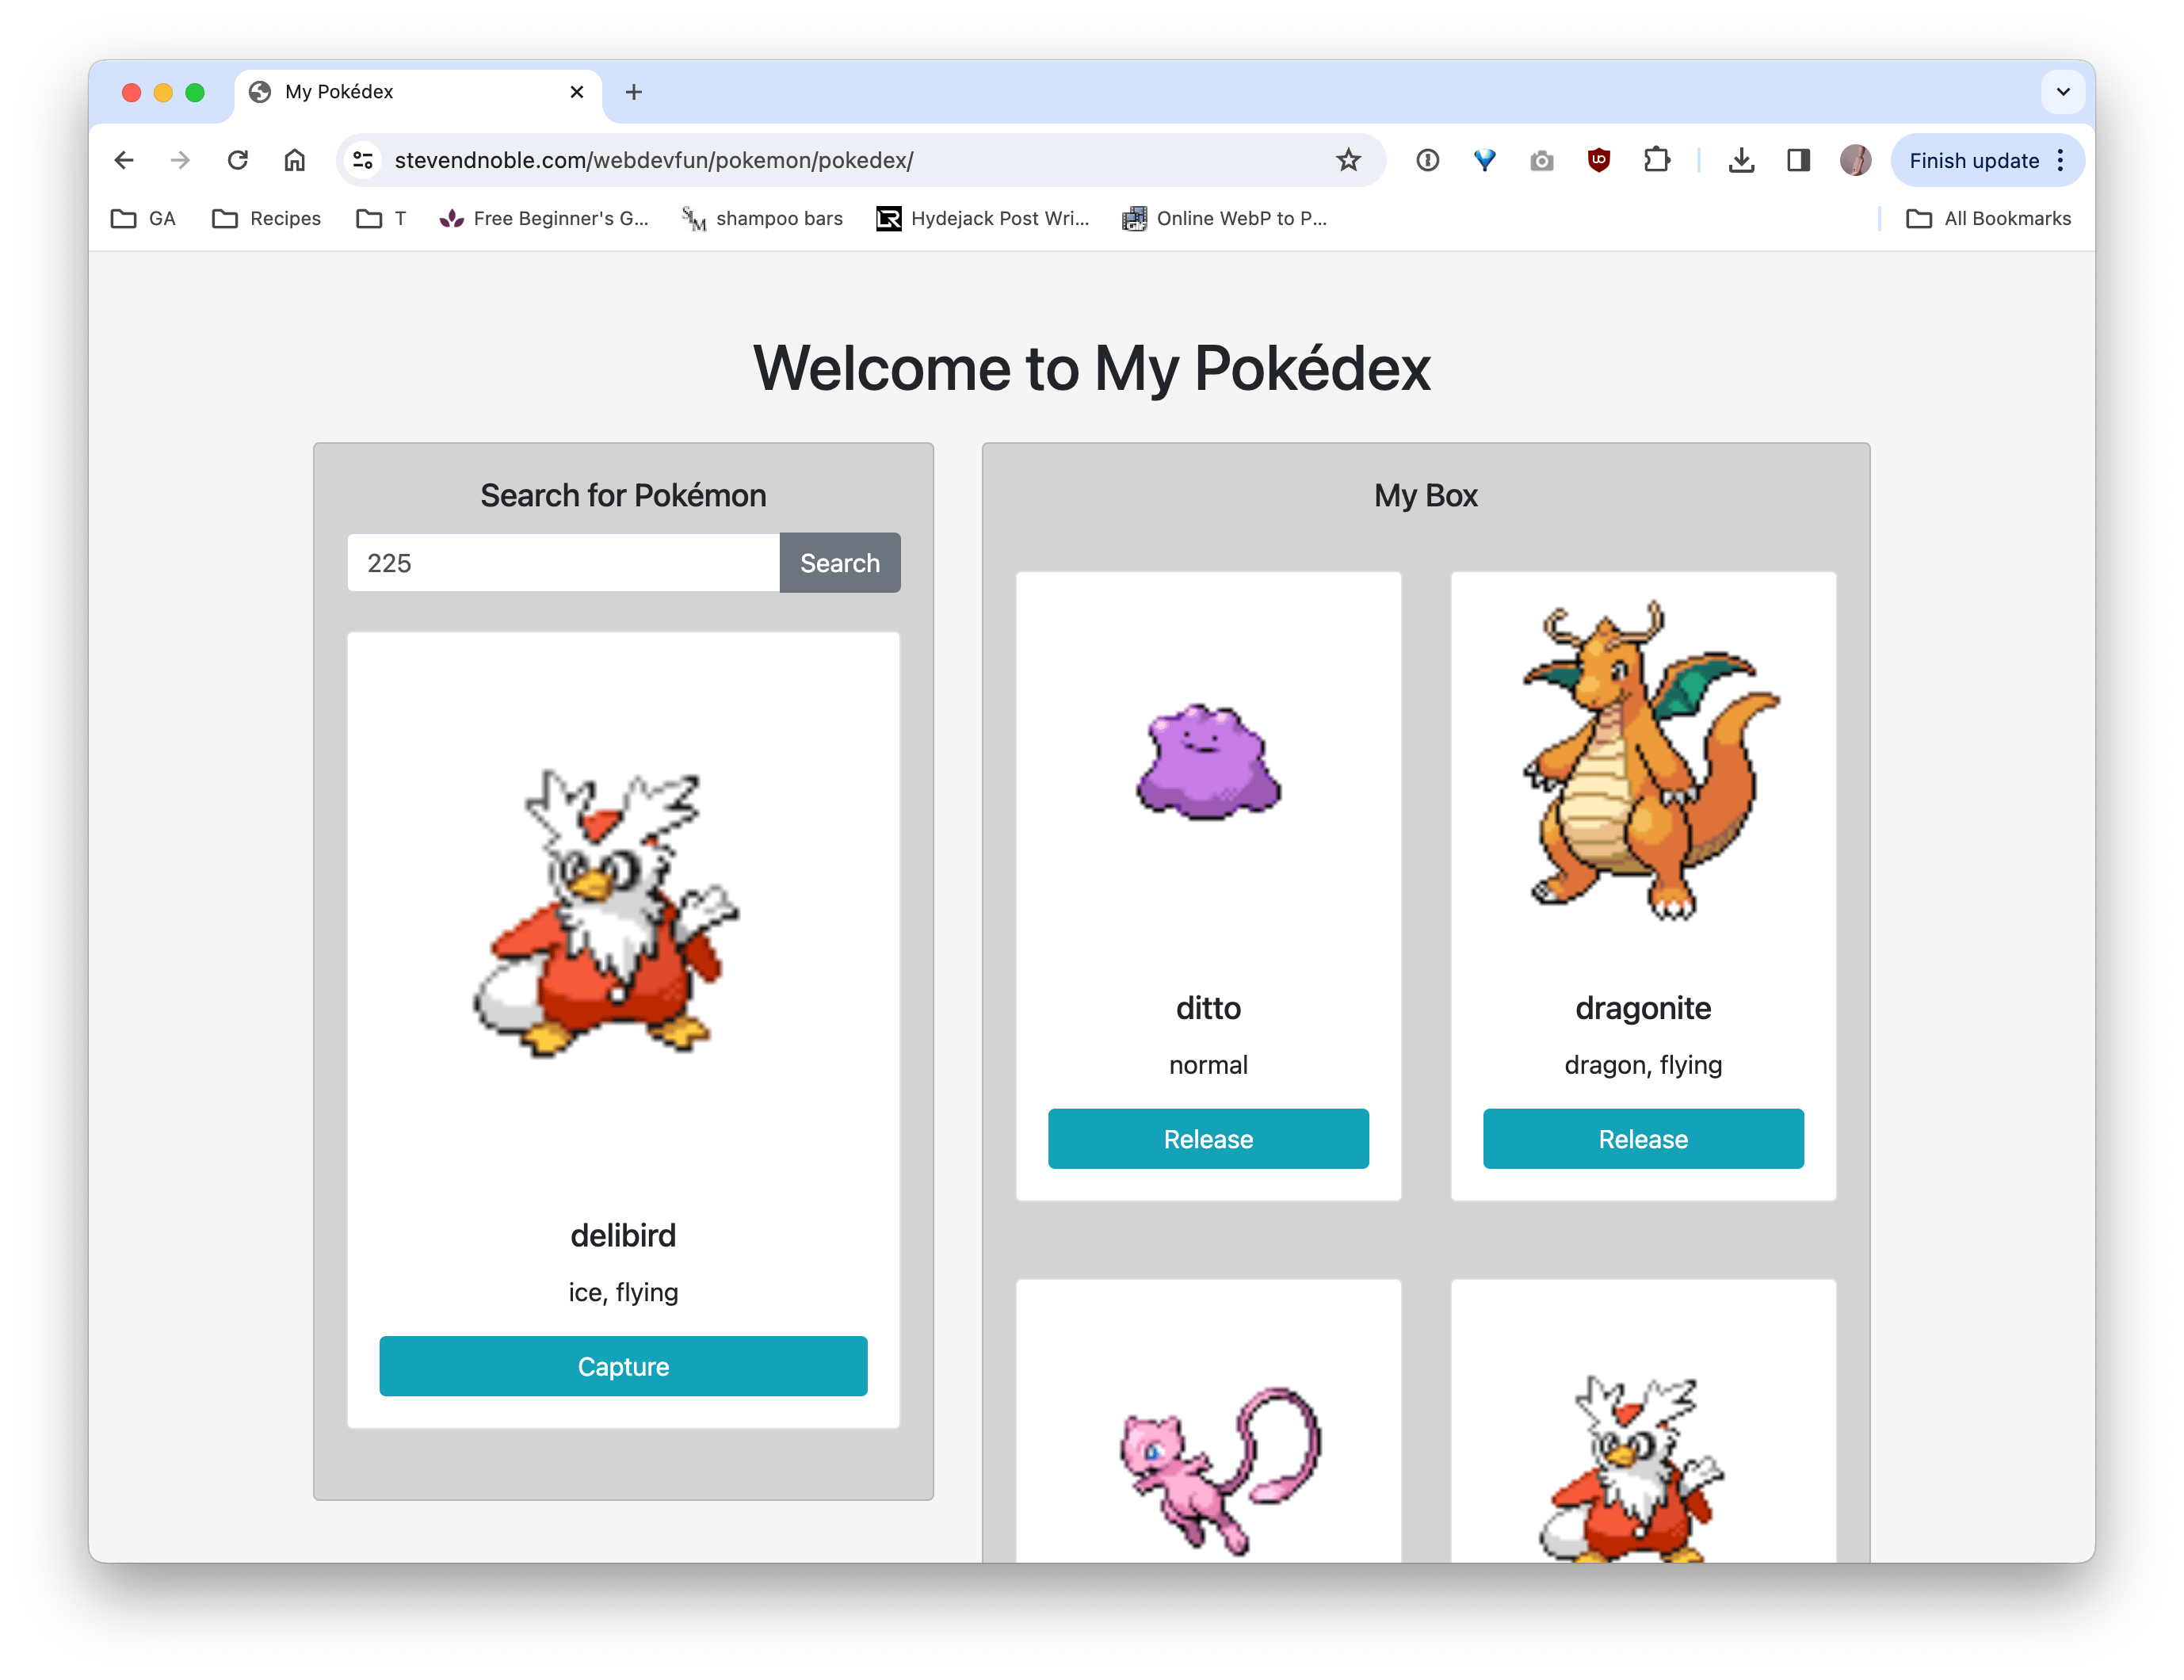 My Pokédex
stevendnoble.com/webdevfun/pokemon/pokedex/
Finish update
GA
Recipes
T
Free Beginner's G...
shampoo bars
Hydejack Post Wri...
Online WebP to P...
All Bookmarks
Welcome to My Pokédex
Search for Pokémon
225
Search
delibird
ice, flying
Capture
My Box
ditto
normal
Release
dragonite
dragon, flying
Release